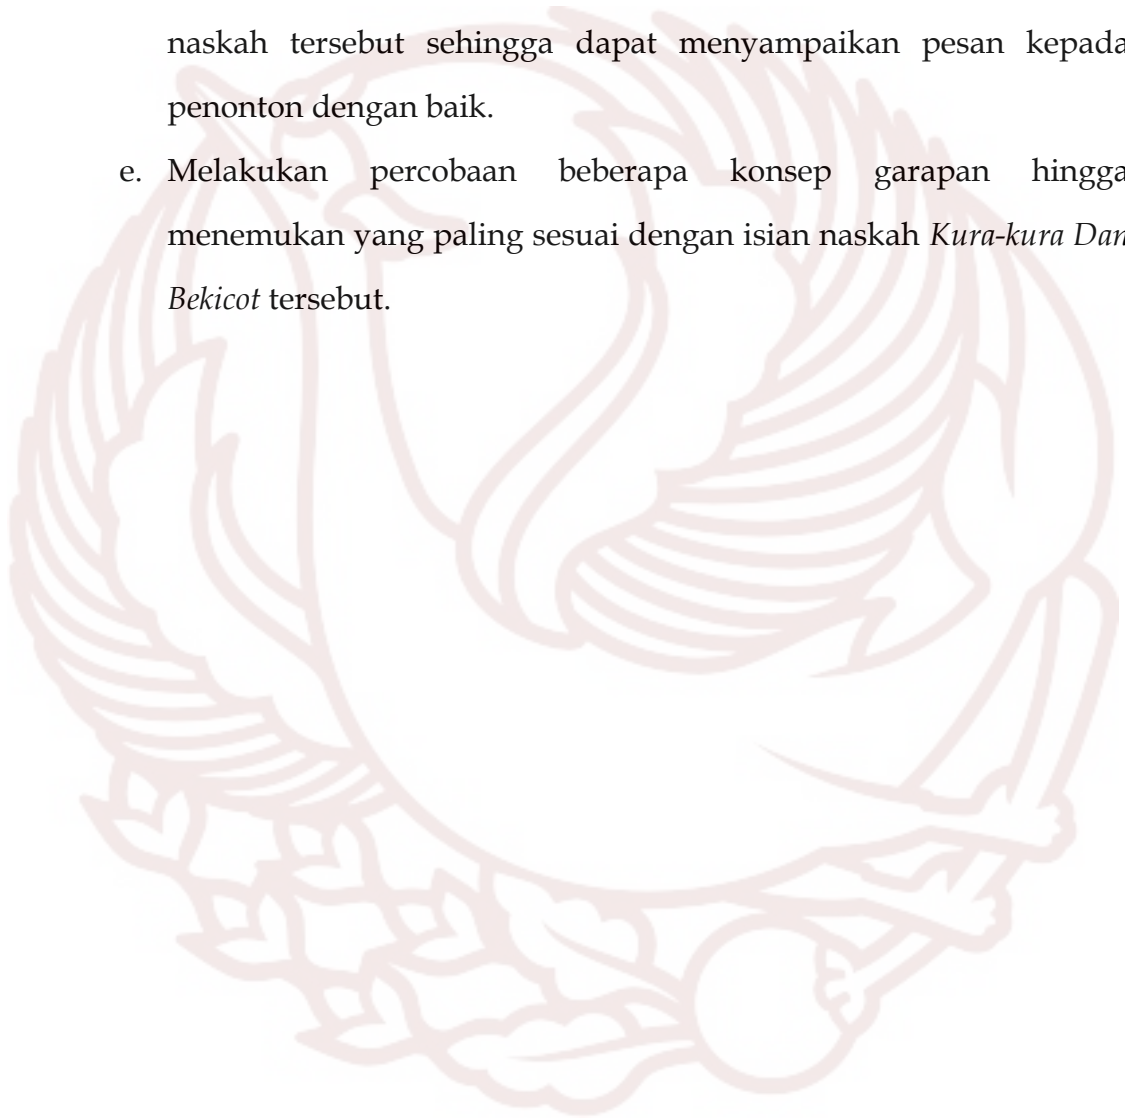 naskah tersebut sehingga dapat menyampaikan pesan kepada
penonton dengan baik.
e. Melakukan percobaan beberapa konsep garapan hingga
menemukan yang paling sesuai dengan isian naskah Kura-kura Dan
Bekicot tersebut.